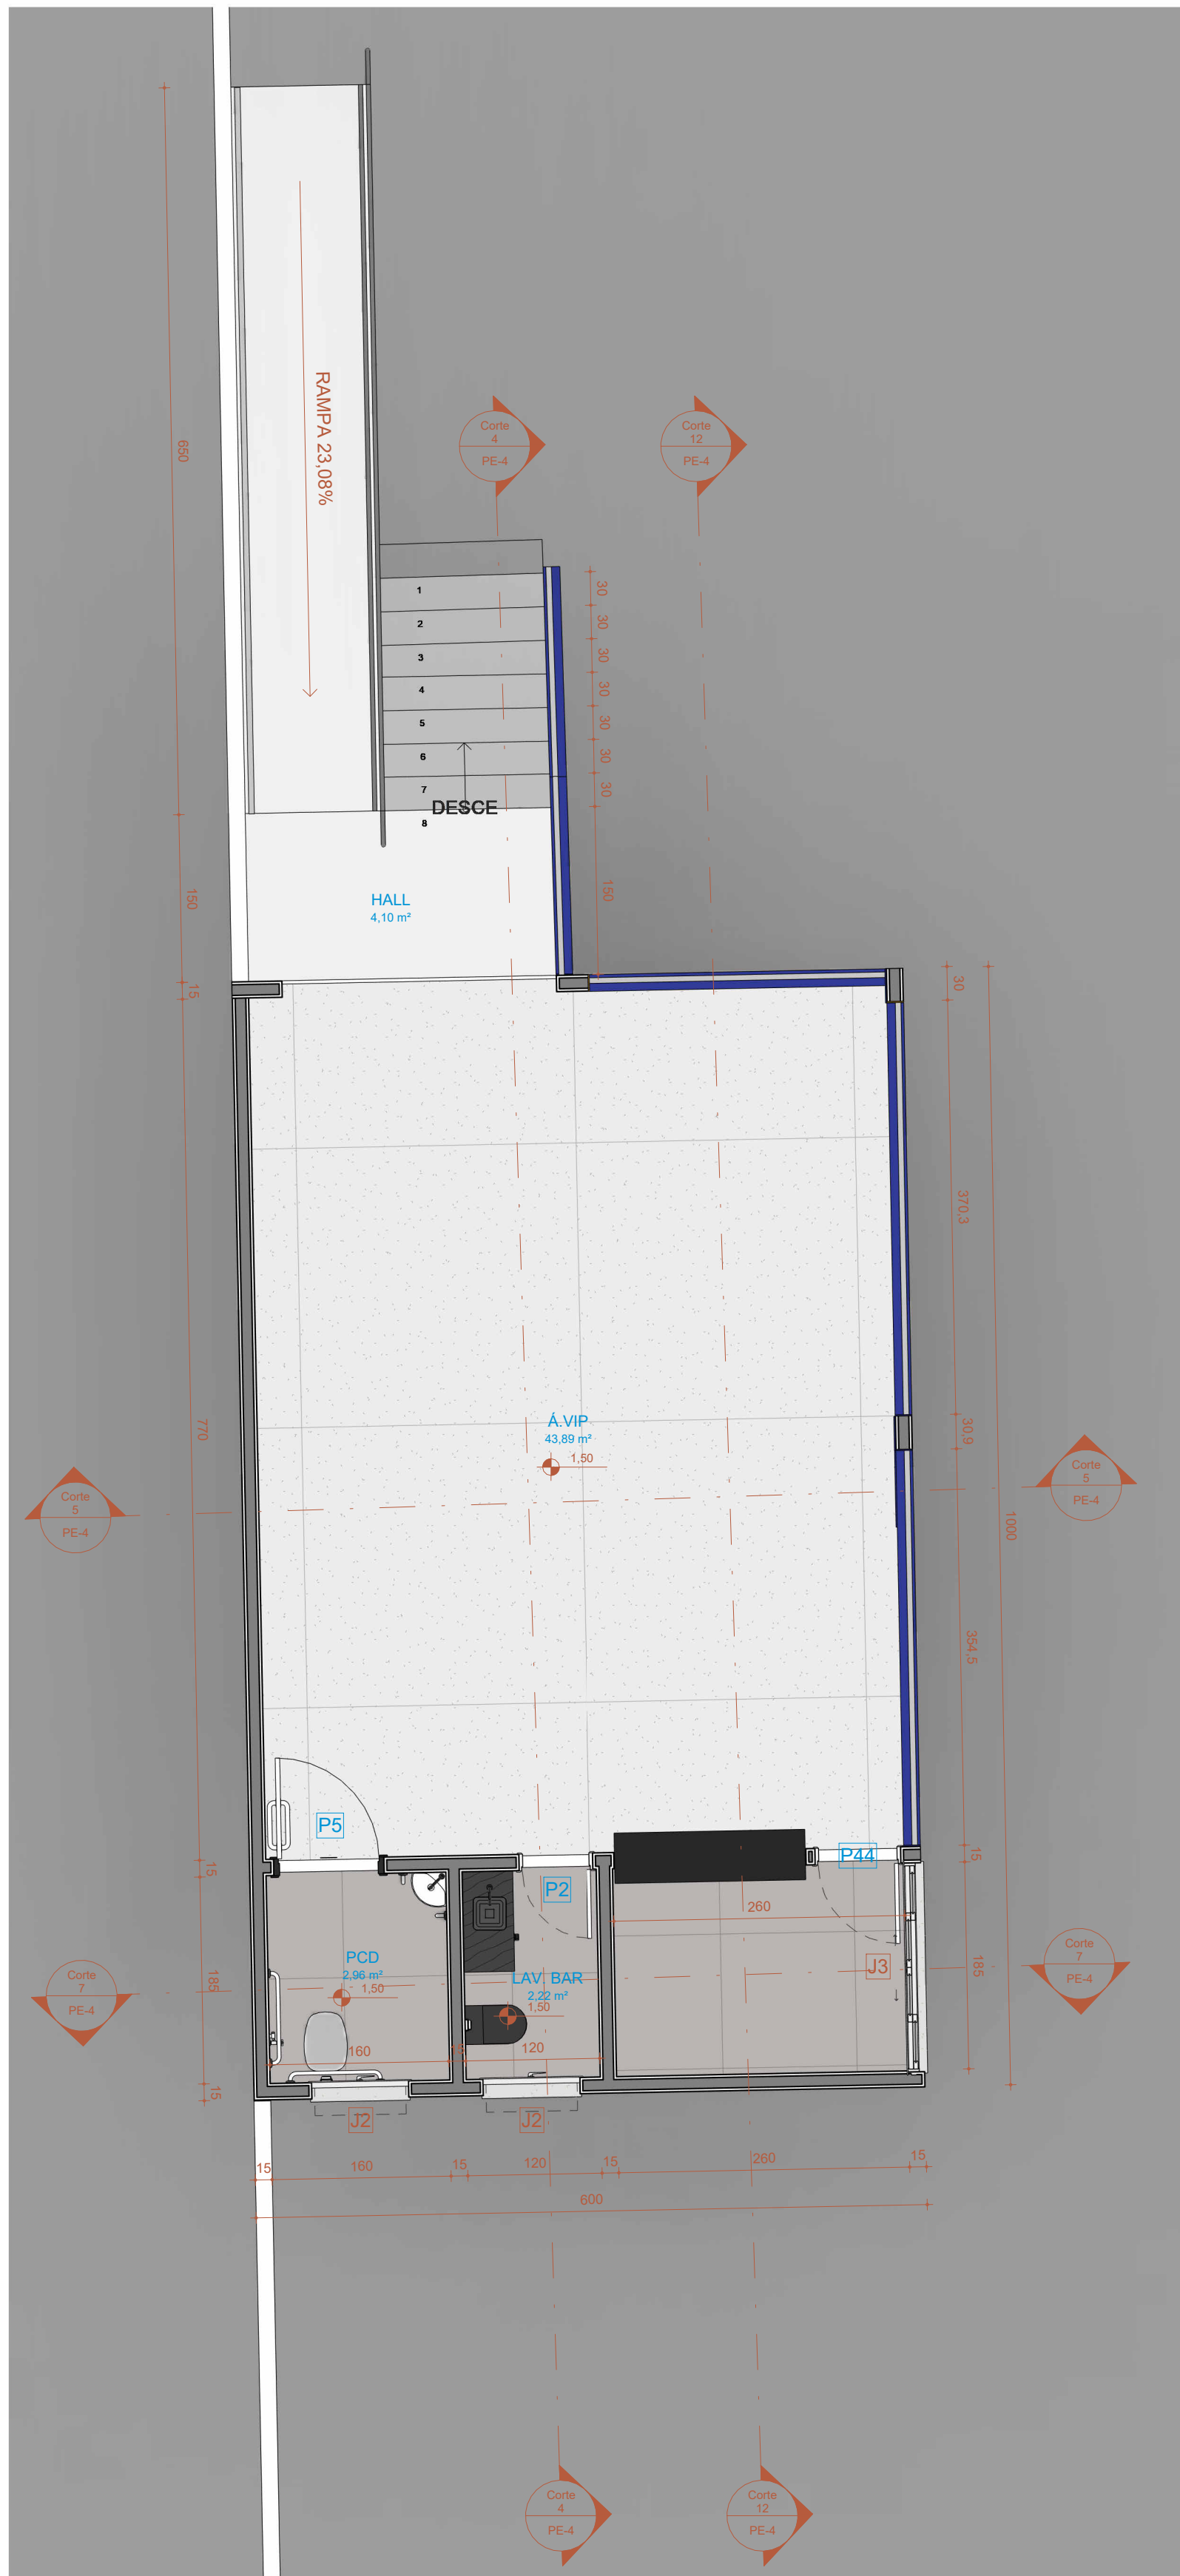 650
RAMPA 23,08%
Corte
4
PE-4
Corte
12
PE-4
1
2
3
4
5
6
7
8
DESCE
30
30
30
30
30
30
30
150
150
HALL
4,10 m²
15
30
370,3
30,9
354,5
15
1000
770
Á.VIP
43,89 m²
1,50
Corte
5
PE-4
Corte
5
PE-4
P5
P2
P44
15
260
PCD
2,96 m²
1,50
LAV. BAR
2,22 m²
1,50
J3
185
185
Corte
7
PE-4
Corte
7
PE-4
160
15
120
15
J2
J2
15
160
15
120
15
260
15
600
Corte
4
PE-4
Corte
12
PE-4